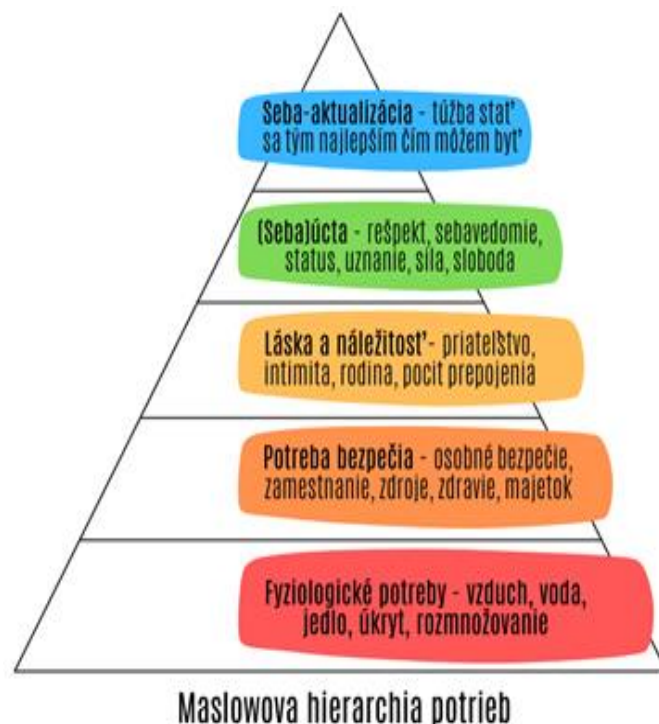 Seba-aktualizácia - túžba stať
sa tým najlepším čím môžem byť
(Seba)úcta - rešpekt, sebavedomie,
status, uznanie, sila, sloboda
Láska a náležitosť - priateľstvo,
intimita, rodina, pocit prepojenia
Potreba bezpečia - osobné bezpečie,
zamestnanie, zdroje, zdravie, majetok
Fyziologické potreby - vzduch, voda,
jedlo, úkryt, rozmnožovanie
Maslowova hierarchia potrieb